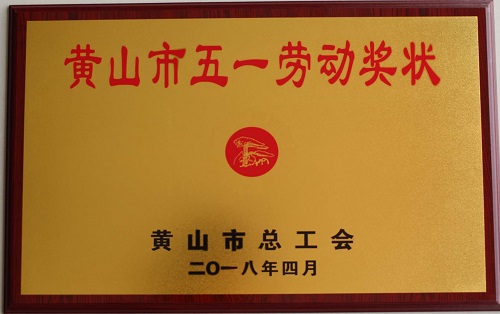 黄山市五一劳动奖状
黄山市总工会
二〇一八年四月